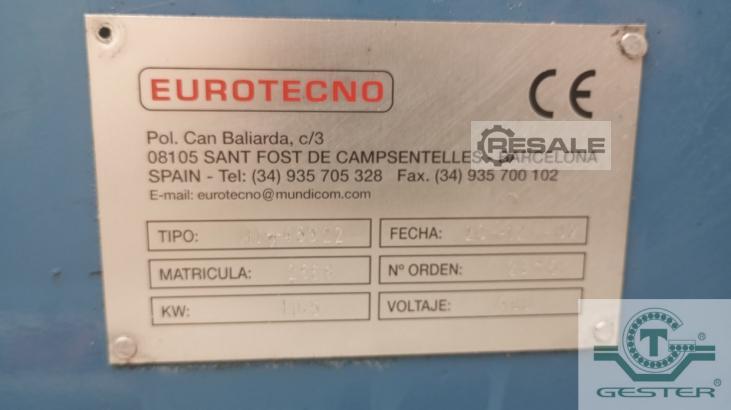 EUROTECNO
CE
Pol. Can Baliarda, c/3
08105 SANT FOST DE CAMPSENTELLES - BARCELONA
SPAIN - Tel: (34) 935 705 328 Fax. (34) 935 700 102
E-mail: eurotecno@mundicom.com
TIPO:
FECHA:
MATRICULA:
Nº ORDEN:
KW:
VOLTAJE:
RESALE
GESTER